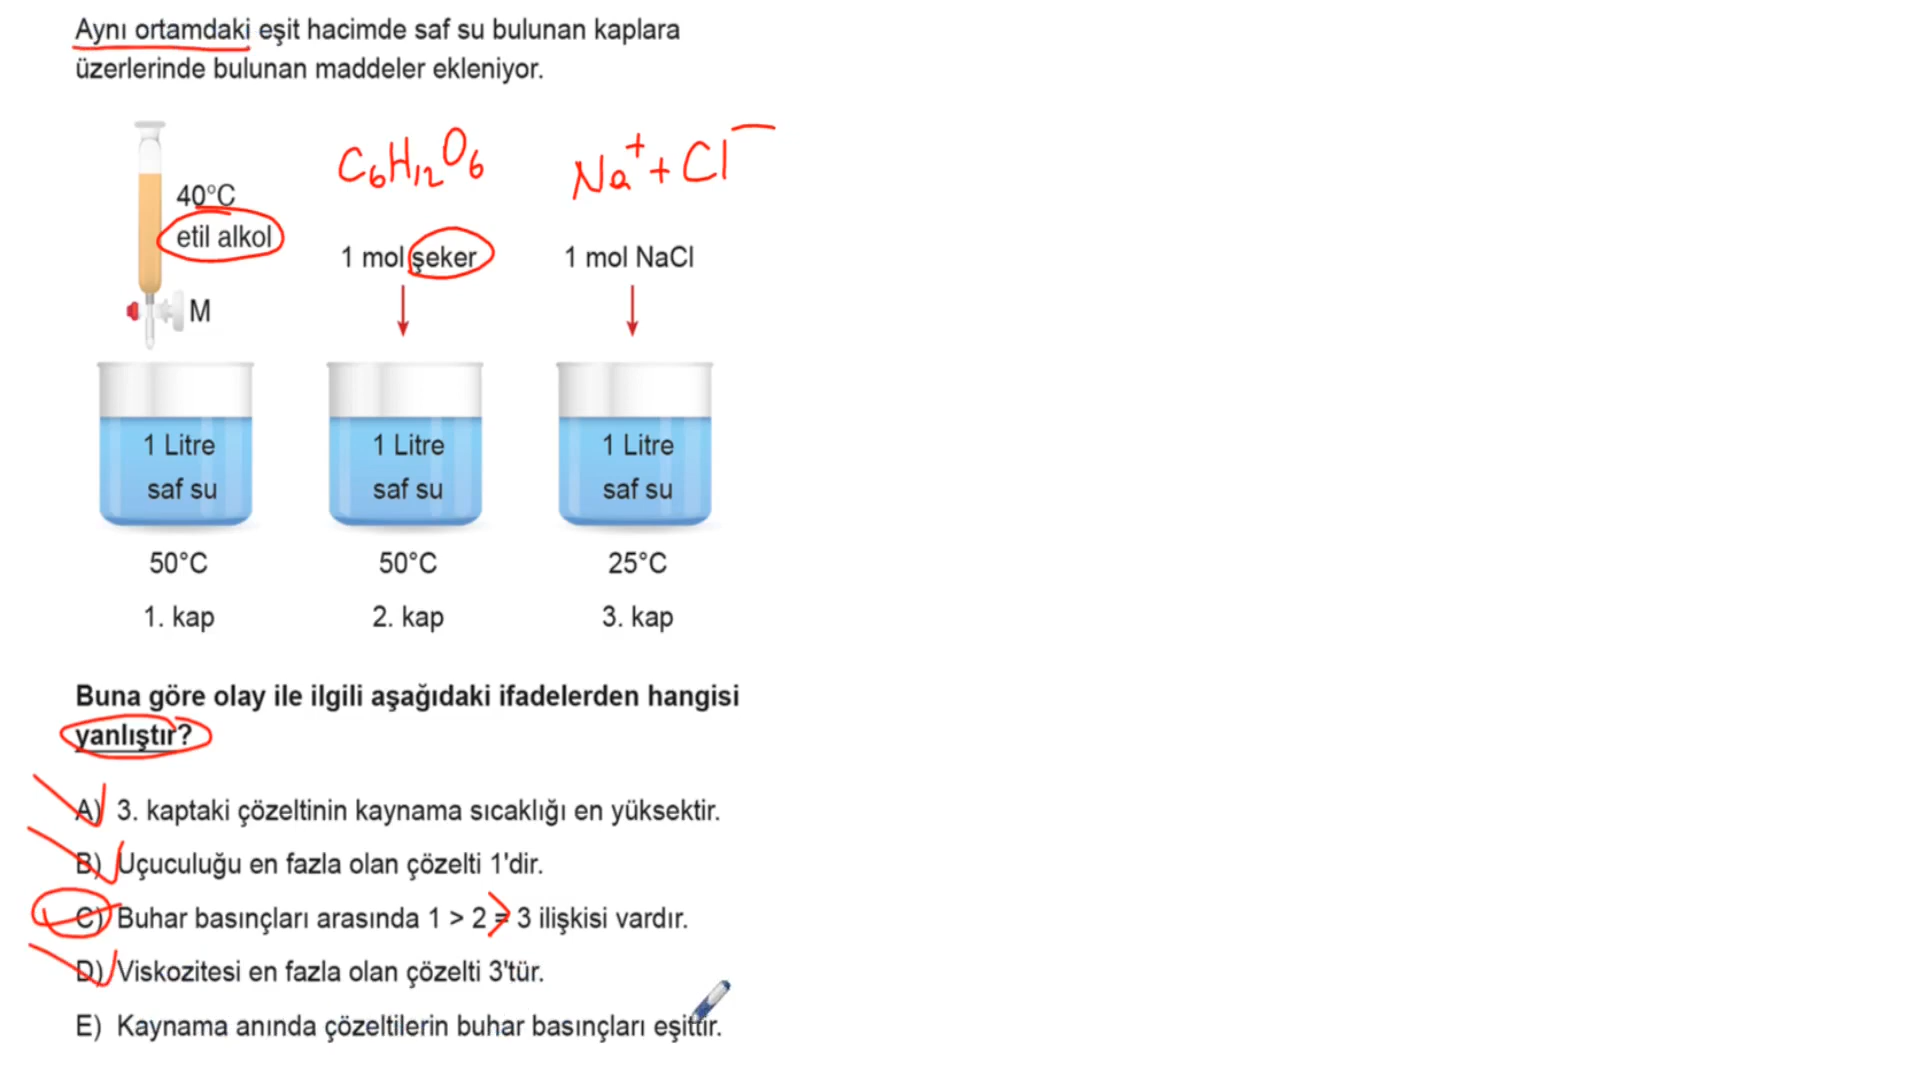 Aynı ortamdaki eşit hacimde saf su bulunan kaplara
üzerlerinde bulunan maddeler ekleniyor.
C₆H₁₂O₆
Na⁺ + Cl⁻
40°C
etil alkol
1 mol şeker
1 mol NaCl
M
1 Litre
saf su
1 Litre
saf su
1 Litre
saf su
50°C
50°C
25°C
1. kap
2. kap
3. kap
Buna göre olay ile ilgili aşağıdaki ifadelerden hangisi
yanlıştır?
A) 3. kaptaki çözeltinin kaynama sıcaklığı en yüksektir.
B) Uçuculuğu en fazla olan çözelti 1'dir.
C) Buhar basınçları arasında 1 > 2 = 3 ilişkisi vardır.
>
D) Viskozitesi en fazla olan çözelti 3'tür.
E) Kaynama anında çözeltilerin buhar basınçları eşittir.